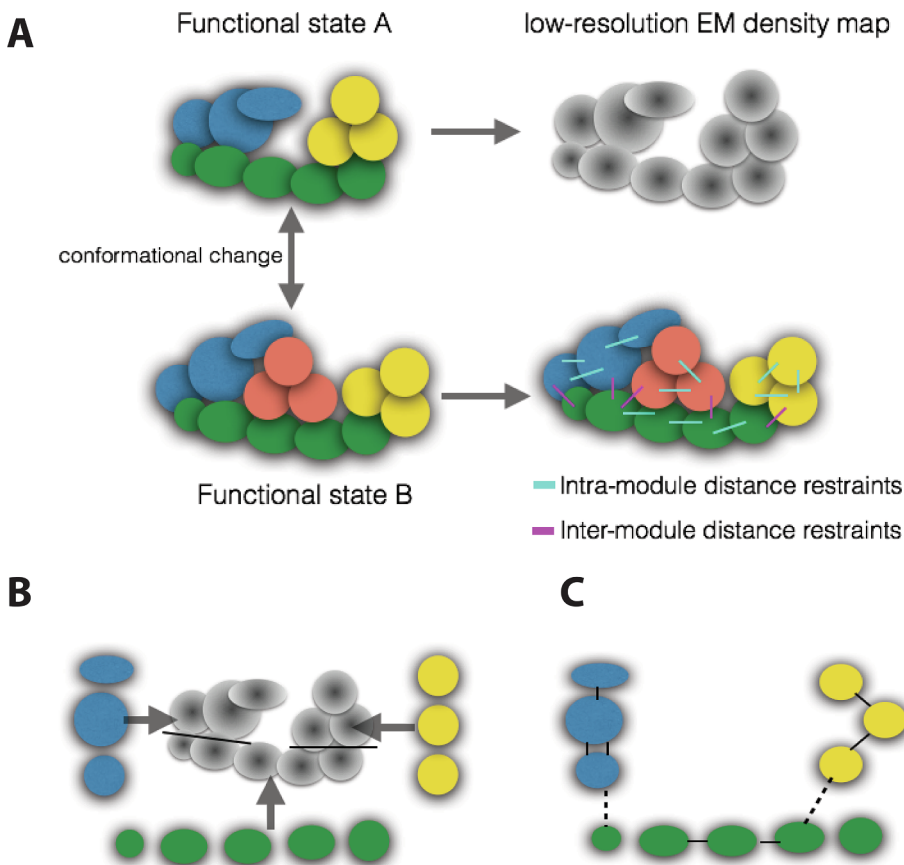 A
Functional state A
low-resolution EM density map
conformational change
Functional state B
Intra-module distance restraints
Inter-module distance restraints
B
C